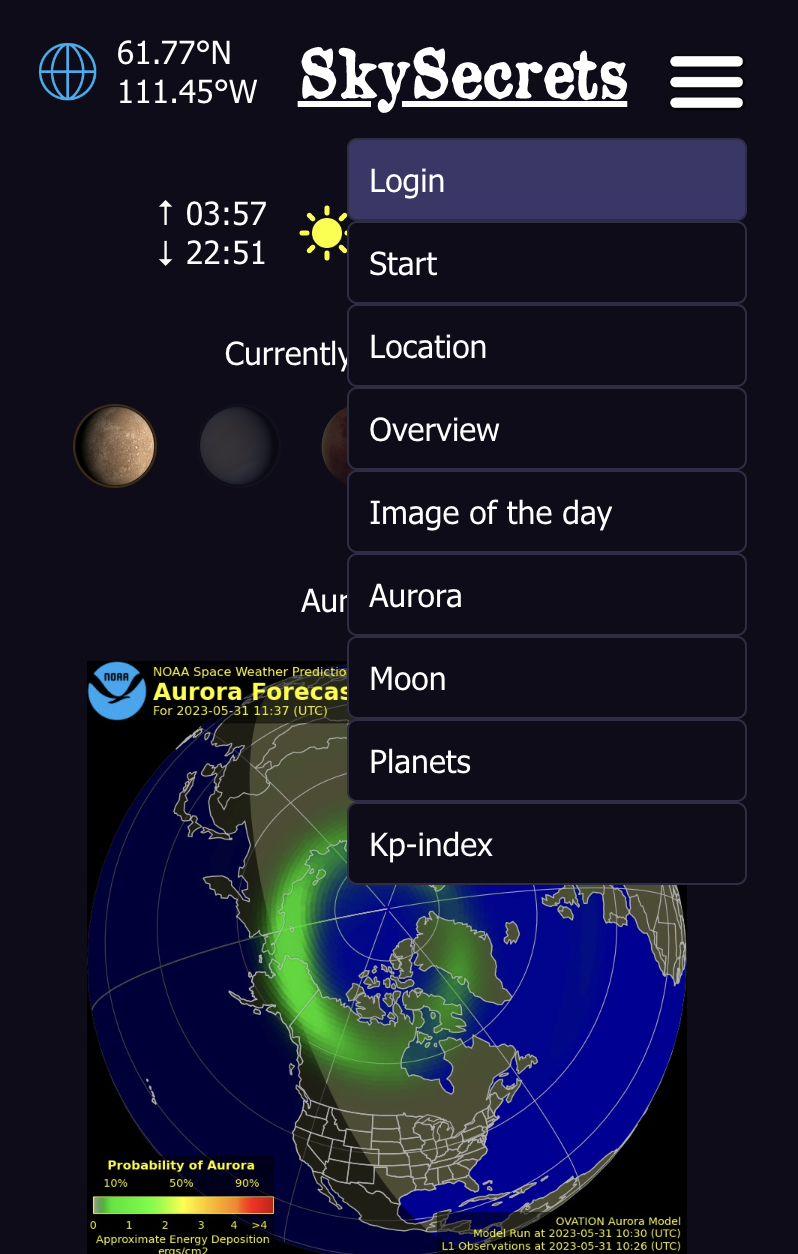 61.77°N
111.45°W
SkySecrets
Login
↑ 03:57
↓ 22:51
Start
Currently
Location
Overview
Image of the day
Aurora
Moon
Planets
Kp-index
NOAA
NOAA Space Weather
Aurora
For 2023-05-31 11:37 (UTC)
Probability of Aurora
10% 50% 90%
0 1 2 3 4 >4
Approximate Energy Deposition
ergs/cm2
OVATION Aurora Model
Model Run at 2023-05-31 10:30 (UTC)
L1 Observations at 2023-05-31 10:26 (UTC)